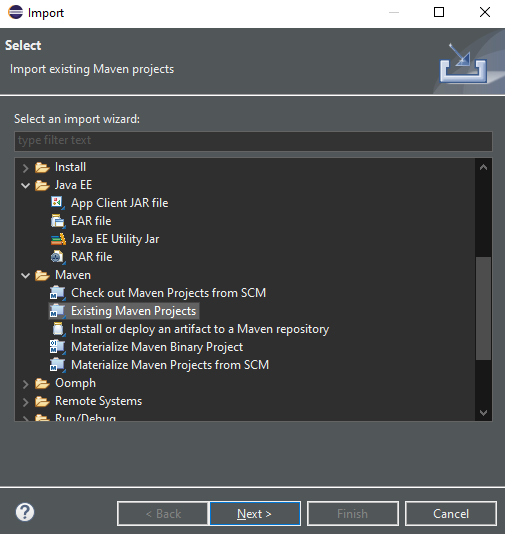 Import
Select
Import existing Maven projects
Select an import wizard:
type filter text
Install
Java EE
App Client JAR file
EAR file
Java EE Utility Jar
RAR file
Maven
Check out Maven Projects from SCM
Existing Maven Projects
Install or deploy an artifact to a Maven repository
Materialize Maven Binary Project
Materialize Maven Projects from SCM
Oomph
Remote Systems
Run/Debug
< Back
Next >
Finish
Cancel